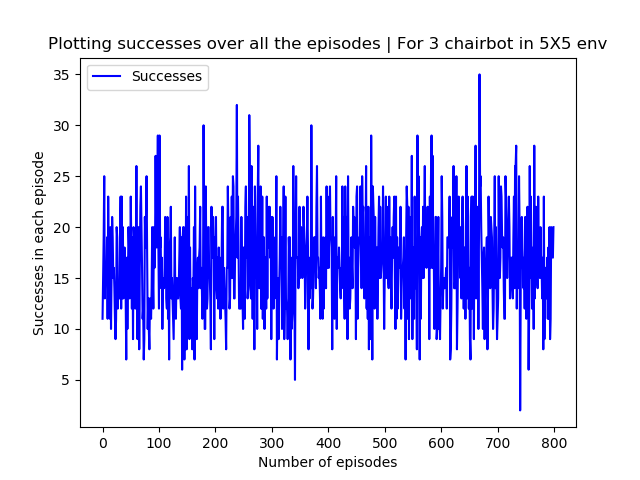 Plotting successes over all the episodes | For 3 chairbot in 5X5 env
Successes
35
30
25
20
15
10
5
Successes in each episode
0 100 200 300 400 500 600 700 800
Number of episodes